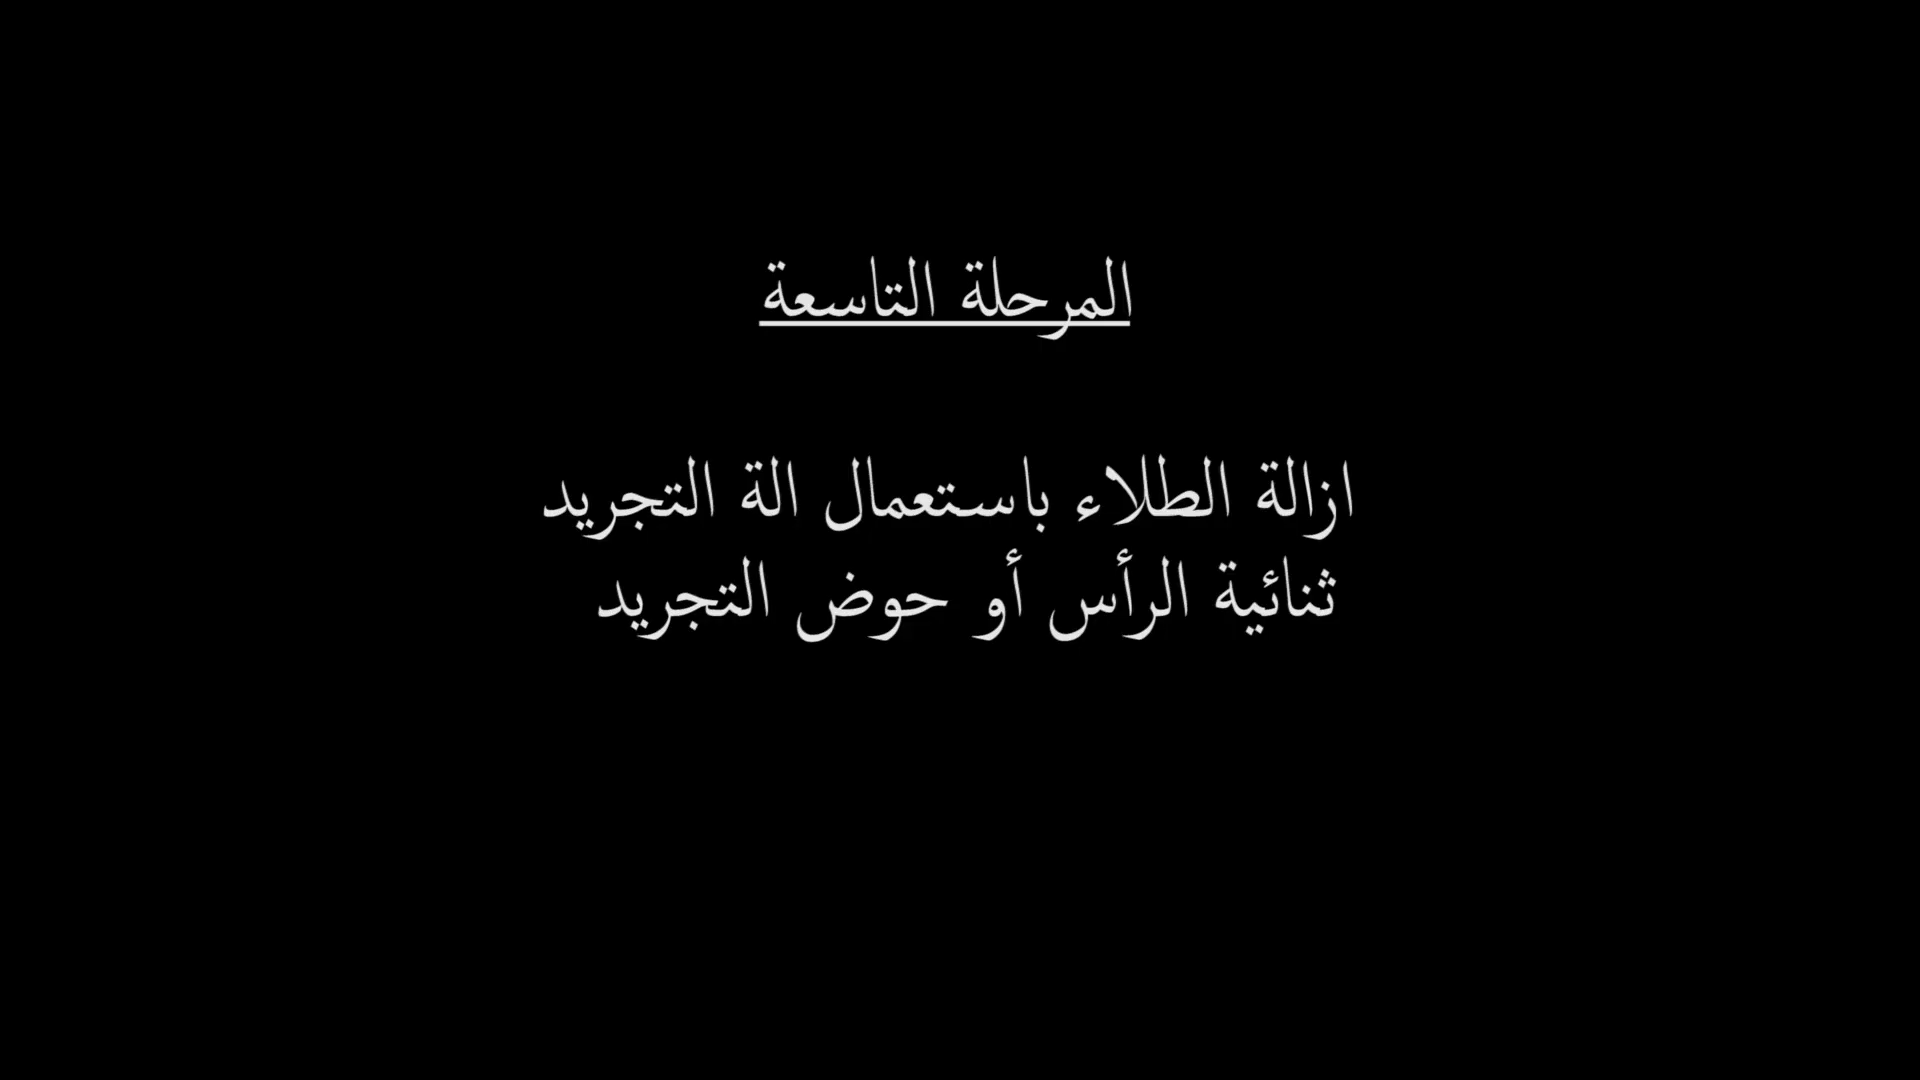 المرحلة التاسعة
ازالة الطلاء باستعمال الة التجريد
ثنائية الرأس أو حوض التجريد